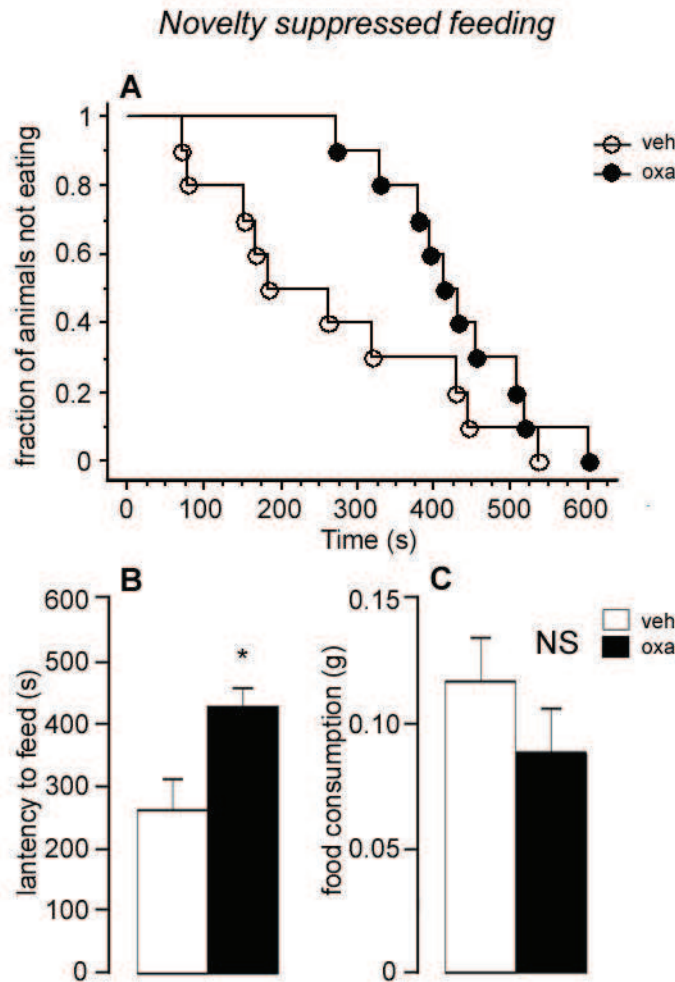 Novelty suppressed feeding
A
fraction of animals not eating
1
0.8
0.6
0.4
0.2
0
0 100 200 300 400 500 600
Time (s)
veh
oxa
B
lantency to feed (s)
600
500
400
300
200
100
0
*
C
food consumption (g)
0.15
0.10
0.05
0
NS
veh
oxa